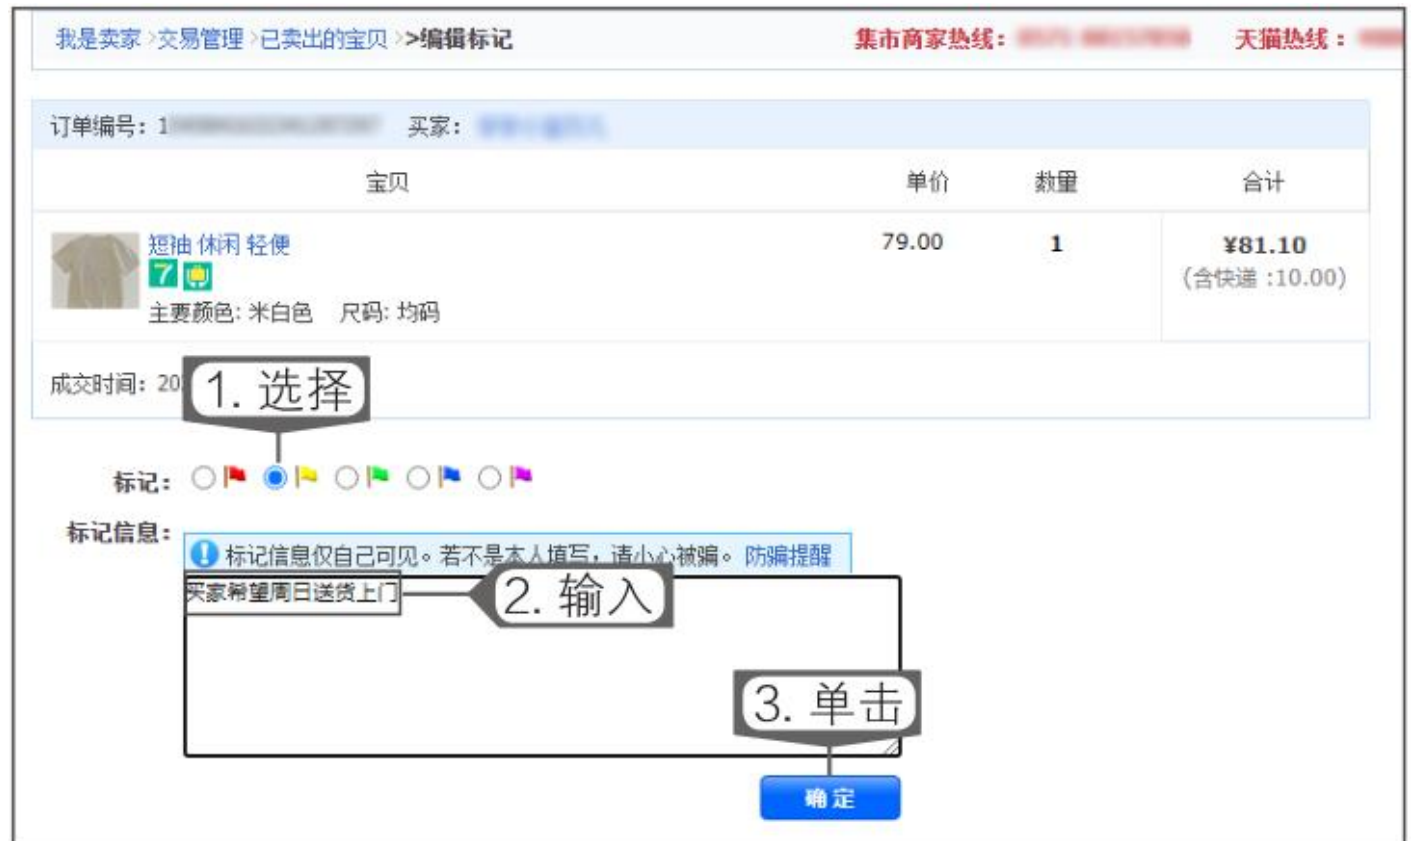 我是卖家>交易管理>已卖出的宝贝>>编辑标记
集市商家热线：
天猫热线：
订单编号：1
买家：
宝贝 单价 数量 合计
短袖 休闲 轻便 79.00 1 ¥81.10
7
(含快递 :10.00)
主要颜色: 米白色 尺码: 均码
成交时间：20
1. 选择
标记：
标记信息：
标记信息仅自己可见。若不是本人填写，请小心被骗。防骗提醒
买家希望周日送货上门
2. 输入
3. 单击
确定